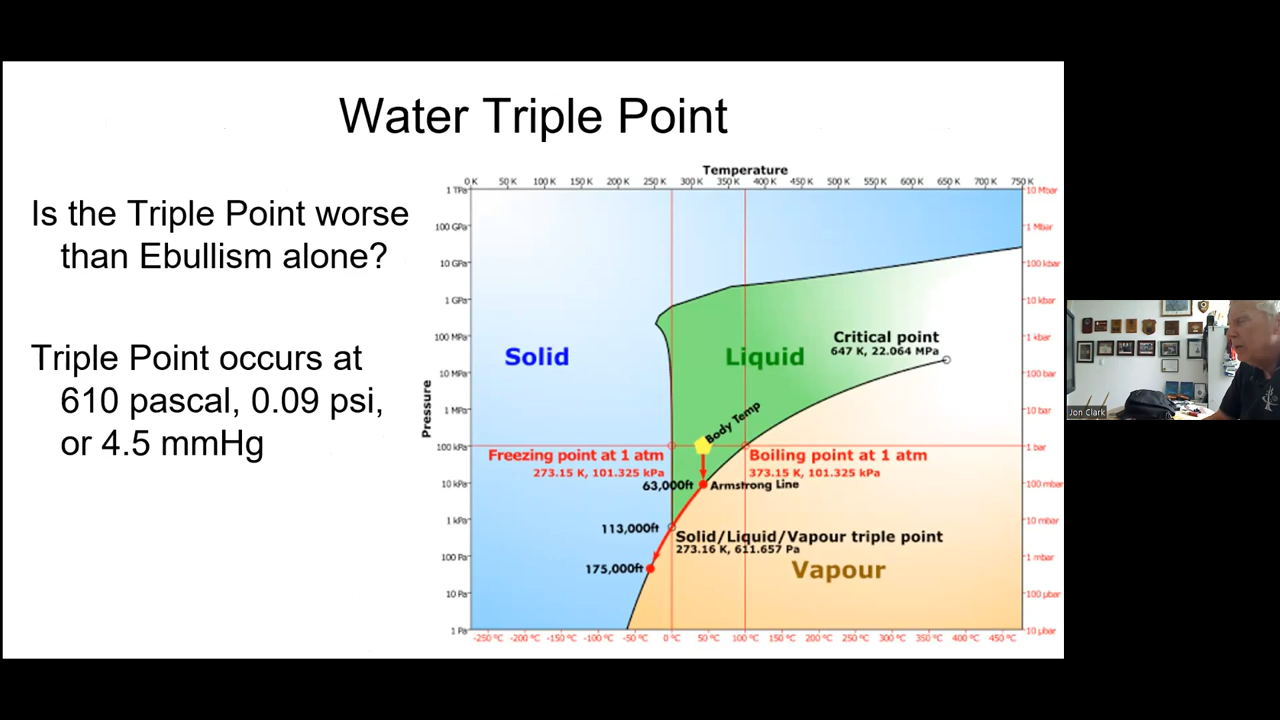 Water Triple Point
Is the Triple Point worse
than Ebullism alone?
Triple Point occurs at
610 pascal, 0.09 psi,
or 4.5 mmHg
Temperature
0 K 50 K 100 K 150 K 200 K 250 K 300 K 350 K 400 K 450 K 500 K 550 K 600 K 650 K 700 K 750 K
Pressure
1 TPa
100 GPa
10 GPa
1 GPa
100 MPa
10 MPa
1 MPa
100 kPa
10 kPa
1 kPa
100 Pa
10 Pa
1 Pa
10 Mbar
1 Mbar
100 kbar
10 kbar
1 kbar
100 bar
10 bar
1 bar
100 mbar
10 mbar
1 mbar
100 µbar
10 µbar
Solid
Liquid
Critical point
647 K, 22.064 MPa
Body Temp
Freezing point at 1 atm
273.15 K, 101.325 kPa
Boiling point at 1 atm
373.15 K, 101.325 kPa
63,000ft
Armstrong Line
113,000ft
Solid/Liquid/Vapour triple point
273.16 K, 611.657 Pa
175,000ft
Vapour
-250 °C -200 °C -150 °C -100 °C -50 °C 0 °C 50 °C 100 °C 150 °C 200 °C 250 °C 300 °C 350 °C 400 °C 450 °C
Jon Clark